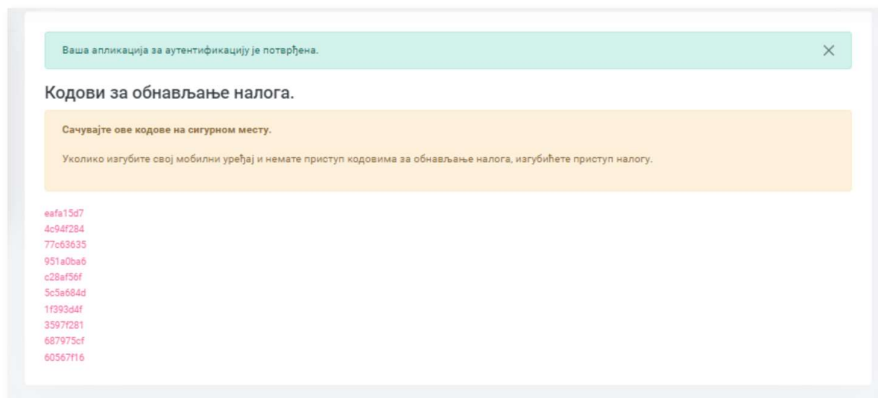 Ваша апликација за аутентификацију је потврђена.
Кодови за обнављање налога.
Сачувајте ове кодове на сигурном месту.
Уколико изгубите свој мобилни уређај и немате приступ кодовима за обнављање налога, изгубићете приступ налогу.
eafa15d7
4c94f284
77c63635
951a0ba6
c28af56f
5c5a684d
1f393d4f
3597f281
687975cf
60567f16